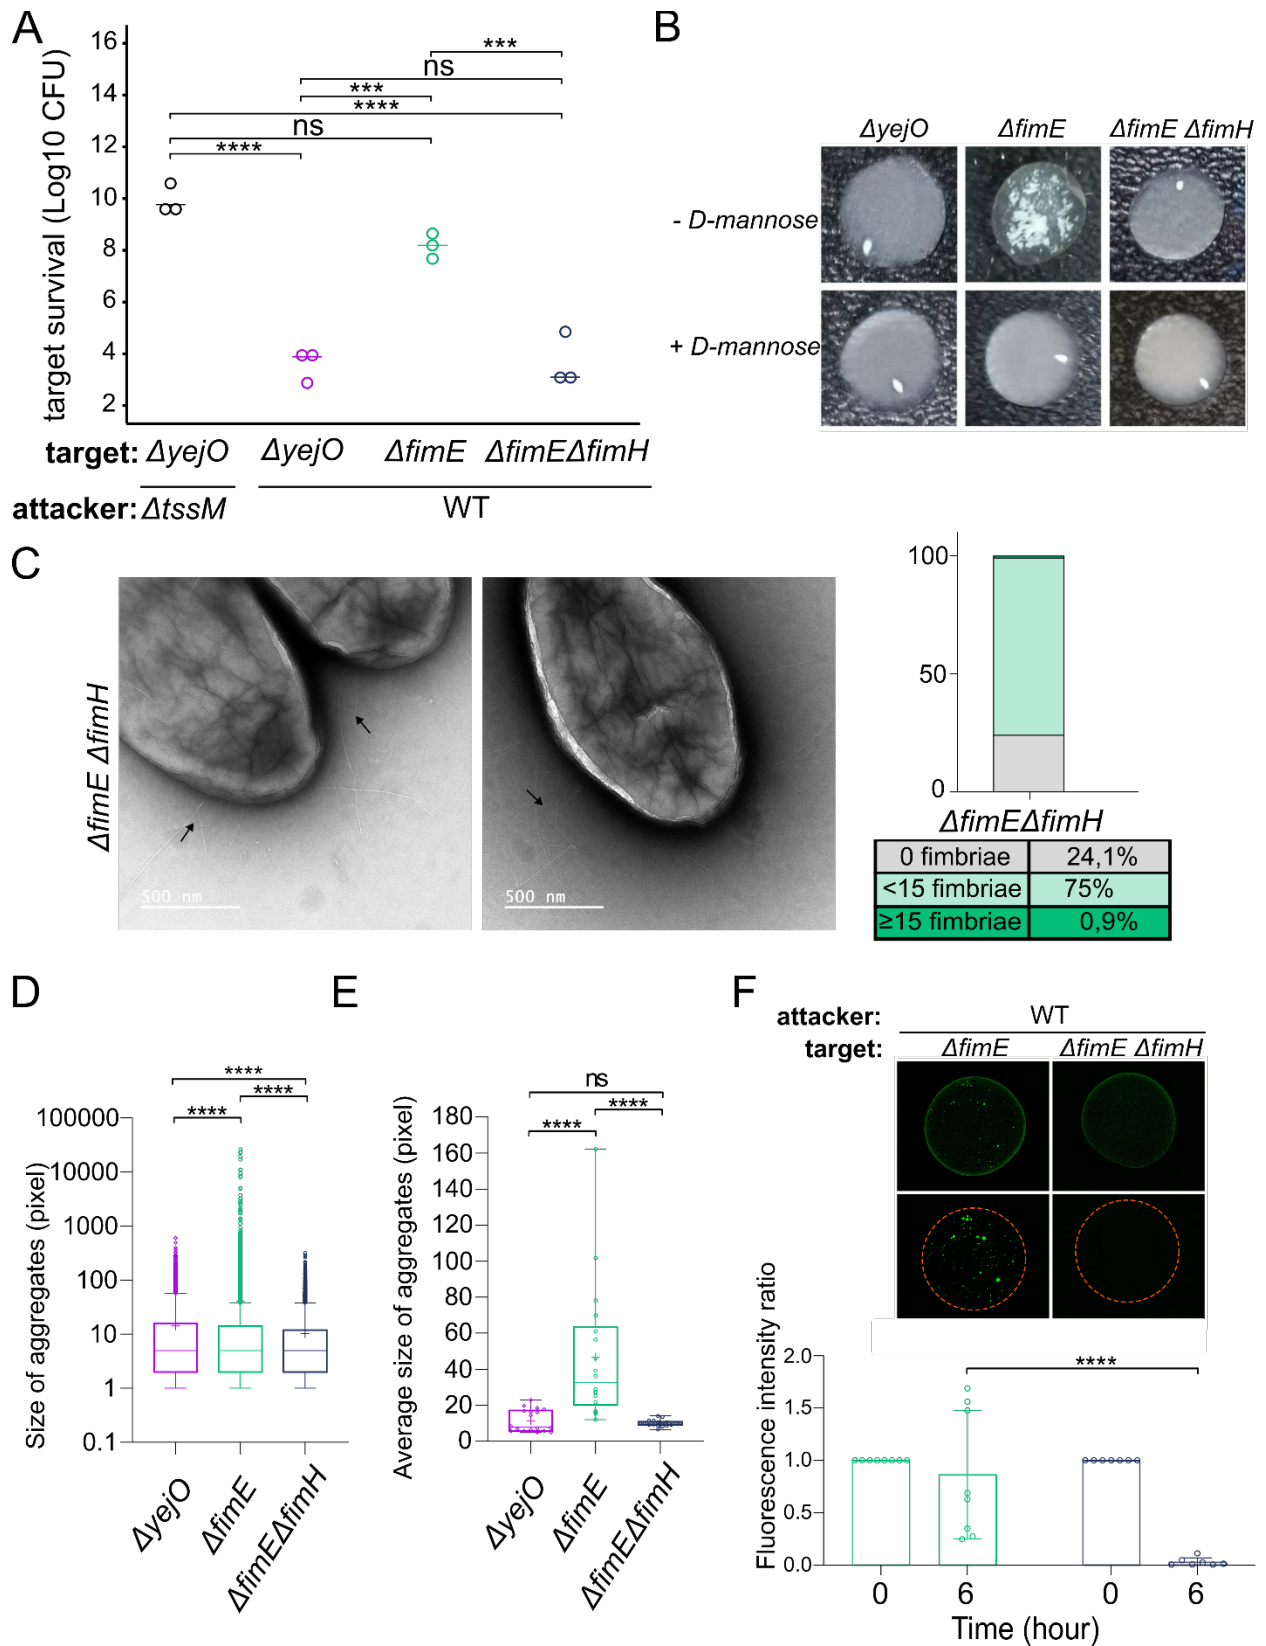 A
target survival (Log10 CFU)
16
14
12
10
8
6
4
2
***
ns
***
****
ns
****
target: ΔyejO ΔyejO ΔfimE ΔfimEΔfimH
attacker: ΔtssM WT
B
ΔyejO ΔfimE ΔfimE ΔfimH
- D-mannose
+ D-mannose
C
ΔfimE ΔfimH
500 nm
500 nm
100
50
0
ΔfimEΔfimH
0 fimbriae 24,1%
<15 fimbriae 75%
≥15 fimbriae 0,9%
D
Size of aggregates (pixel)
****
****
****
100000
10000
1000
100
10
1
0.1
ΔyejO
ΔfimE
ΔfimEΔfimH
E
Average size of aggregates (pixel)
ns
****
****
180
160
140
120
100
80
60
40
20
0
ΔyejO
ΔfimE
ΔfimEΔfimH
F
attacker: WT
target: ΔfimE ΔfimE ΔfimH
Fluorescence intensity ratio
****
2.0
1.5
1.0
0.5
0.0
0 6 0 6
Time (hour)